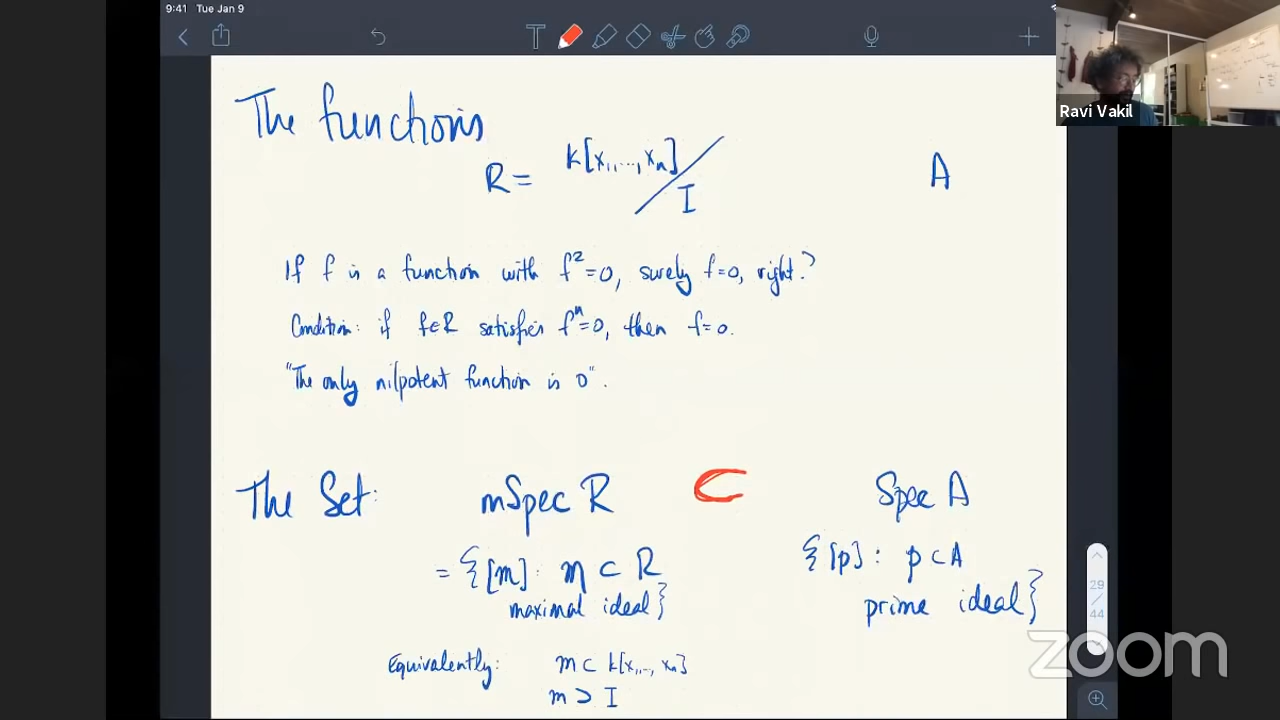 9:41 Tue Jan 9
Ravi Vakil
The functions
R = k[x₁,...,xₙ]/I
A
If f is a function with f²=0, surely f=0, right?
Condition: if f∈R satisfies fⁿ=0, then f=0.
"The only nilpotent function is 0".
The Set: mSpec R ⊂ Spec A
= {[m]: m ⊂ R
maximal ideal}
{[p]: p ⊂ A
prime ideal}
Equivalently: m ⊂ k[x₁,...,xₙ]
m ⊃ I
29
44
zoom